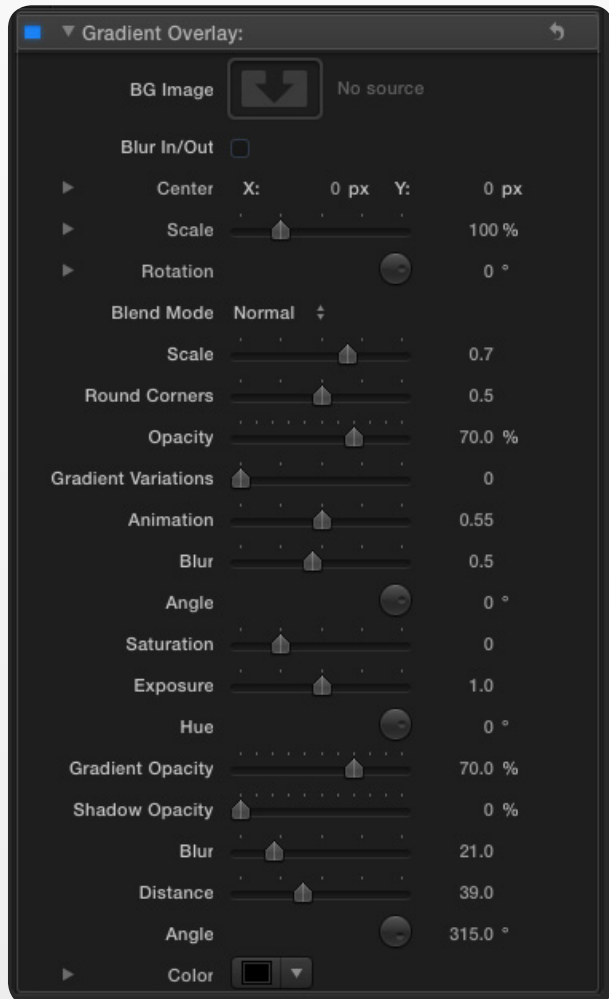 Gradient Overlay:
BG Image No source
Blur In/Out
Center X: 0 px Y: 0 px
Scale 100 %
Rotation 0 °
Blend Mode Normal
Scale 0.7
Round Corners 0.5
Opacity 70.0 %
Gradient Variations 0
Animation 0.55
Blur 0.5
Angle 0 °
Saturation 0
Exposure 1.0
Hue 0 °
Gradient Opacity 70.0 %
Shadow Opacity 0 %
Blur 21.0
Distance 39.0
Angle 315.0 °
Color